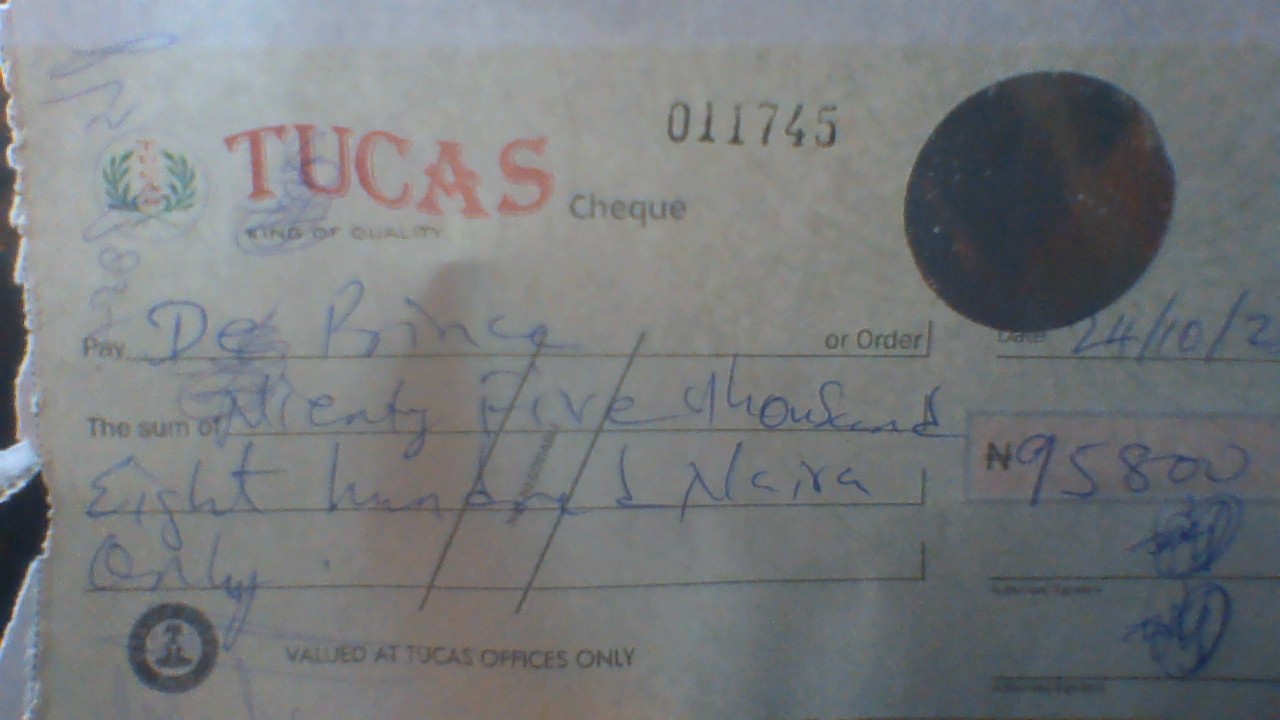 011745
TUCAS Cheque
KING OF QUALITY
Pay De Prince or Order
Date 24/10/2
The sum of Nienty Five thousand
₦95800
Eight hundred Naira
Only
VALUED AT TUCAS OFFICES ONLY